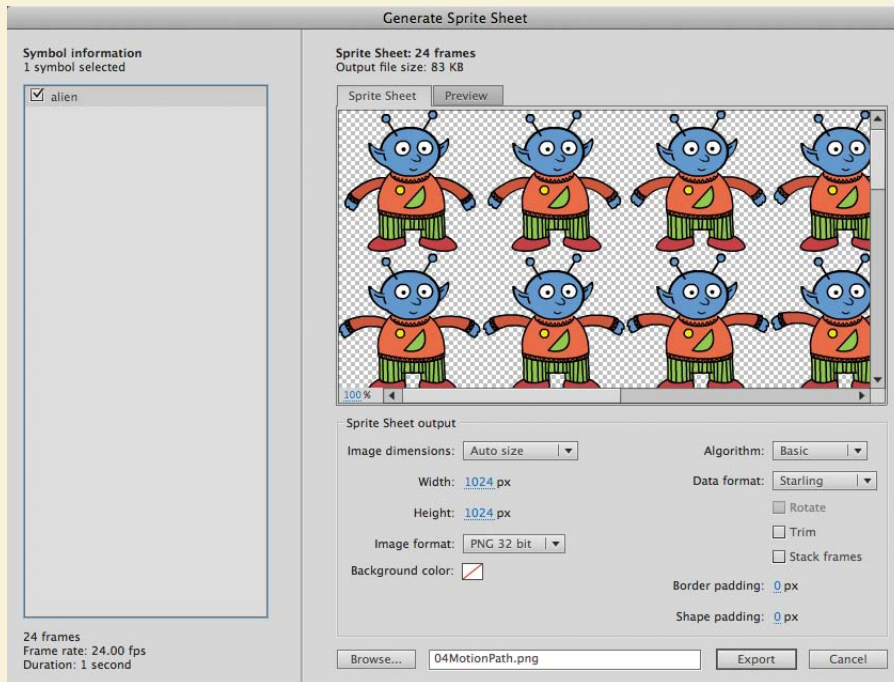 Generate Sprite Sheet
Symbol information
1 symbol selected
alien
24 frames
Frame rate: 24.00 fps
Duration: 1 second
Sprite Sheet: 24 frames
Output file size: 83 KB
Sprite Sheet
Preview
100 %
Sprite Sheet output
Image dimensions: Auto size
Width: 1024 px
Height: 1024 px
Image format: PNG 32 bit
Background color:
Algorithm: Basic
Data format: Starling
Rotate
Trim
Stack frames
Border padding: 0 px
Shape padding: 0 px
Browse... 04MotionPath.png Export Cancel